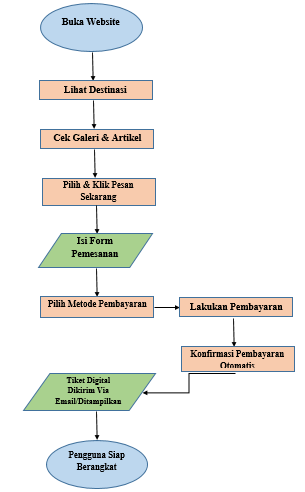 Buka Website
Lihat Destinasi
Cek Galeri & Artikel
Pilih & Klik Pesan
Sekarang
Isi Form
Pemesanan
Pilih Metode Pembayaran
Lakukan Pembayaran
Konfirmasi Pembayaran
Otomatis
Tiket Digital
Dikirim Via
Email/Ditampilkan
Pengguna Siap
Berangkat